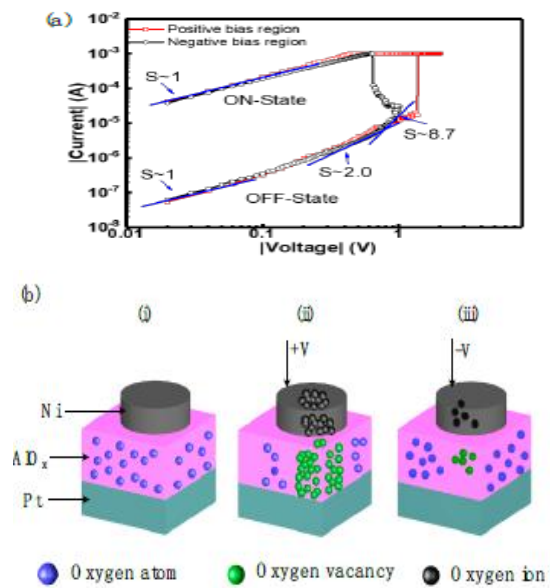 (a)
Positive bias region
Negative bias region
10-3
10-3
10-4
10-5
10-6
10-7
10-3
S~1
ON-State
S~8.7
S~2.0
S~1
OFF-State
|Current| (A)
0.01
0.1
1
|Voltage| (V)
(b)
(i)
(ii)
(iii)
+V
-V
Ni
AlOx
Pt
Oxygen atom
Oxygen vacancy
Oxygen ion